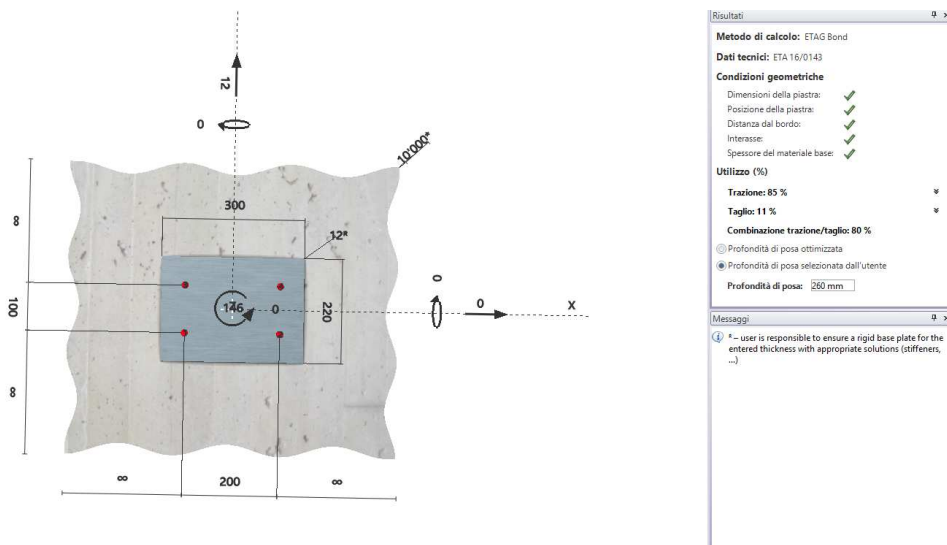 12
0
10'000*
8
300
12ᴿ
0
146
0
0
X
100
220
8
∞
200
∞
Risultati
Metodo di calcolo: ETAG Bond
Dati tecnici: ETA 16/0143
Condizioni geometriche
Dimensioni della piastra:
Posizione della piastra:
Distanza dal bordo:
Interasse:
Spessore del materiale base:
Utilizzo (%)
Trazione: 85 %
Taglio: 11 %
Combinazione trazione/taglio: 80 %
Profondità di posa ottimizzata
Profondità di posa selezionata dall'utente
Profondità di posa: 260 mm
Messaggi
ᴿ – user is responsible to ensure a rigid base plate for the
entered thickness with appropriate solutions (stiffeners,
...)